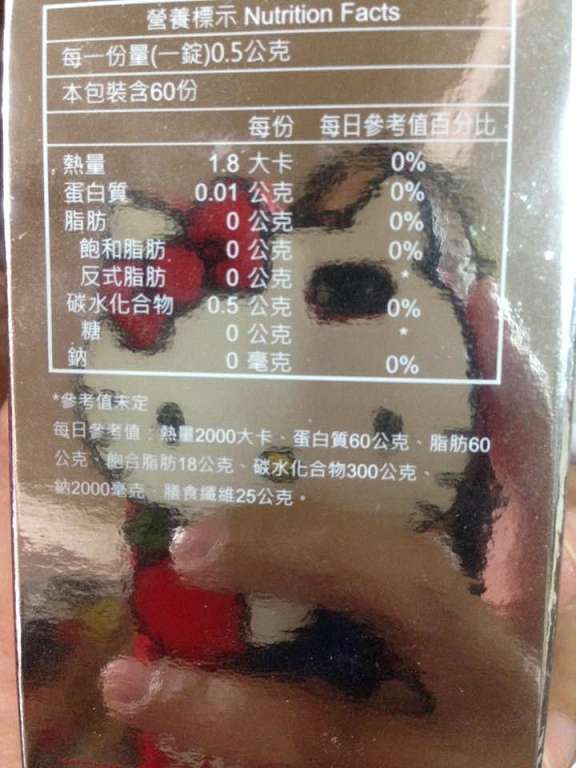 營養標示 Nutrition Facts
每一份量(一錠)0.5公克
本包裝含60份
每份 每日參考值百分比
熱量 1.8 大卡 0%
蛋白質 0.01 公克 0%
脂肪 0 公克 0%
飽和脂肪 0 公克 0%
反式脂肪 0 公克 *
碳水化合物 0.5 公克 0%
糖 0 公克 *
鈉 0 毫克 0%
*參考值未定
每日參考值：熱量2000大卡、蛋白質60公克、脂肪60
公克、飽合脂肪18公克、碳水化合物300公克、
鈉2000毫克、膳食纖維25公克。